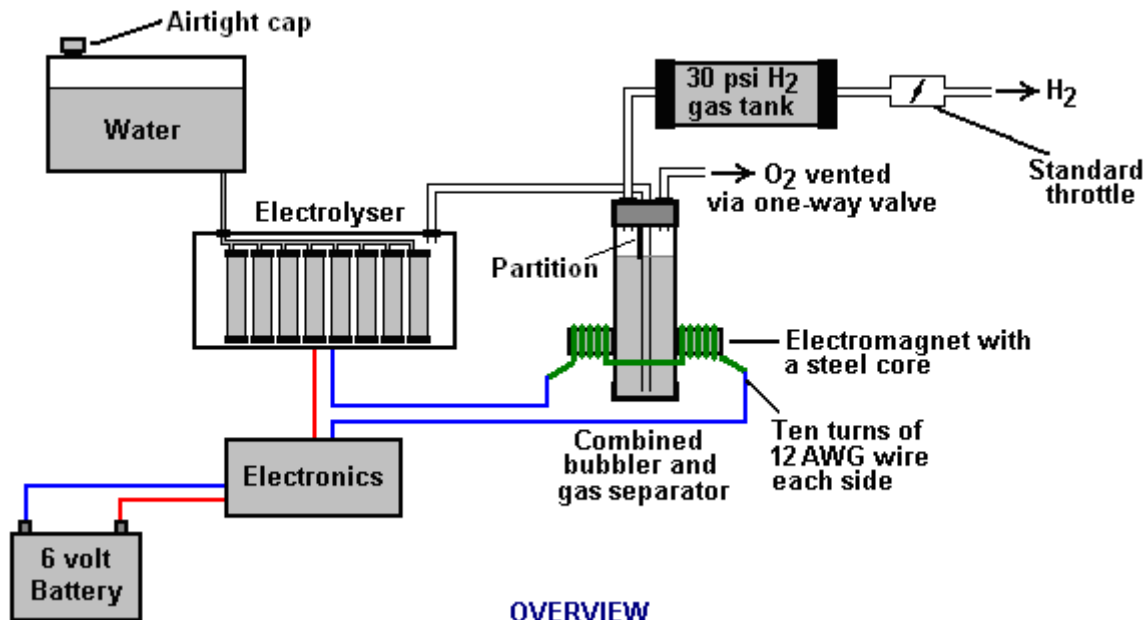 Airtight cap
Water
30 psi H2
gas tank
H2
Standard
throttle
O2 vented
via one-way valve
Electrolyser
Partition
Electromagnet with
a steel core
Combined
bubbler and
gas separator
Ten turns of
12 AWG wire
each side
Electronics
6 volt
Battery
OVERVIEW